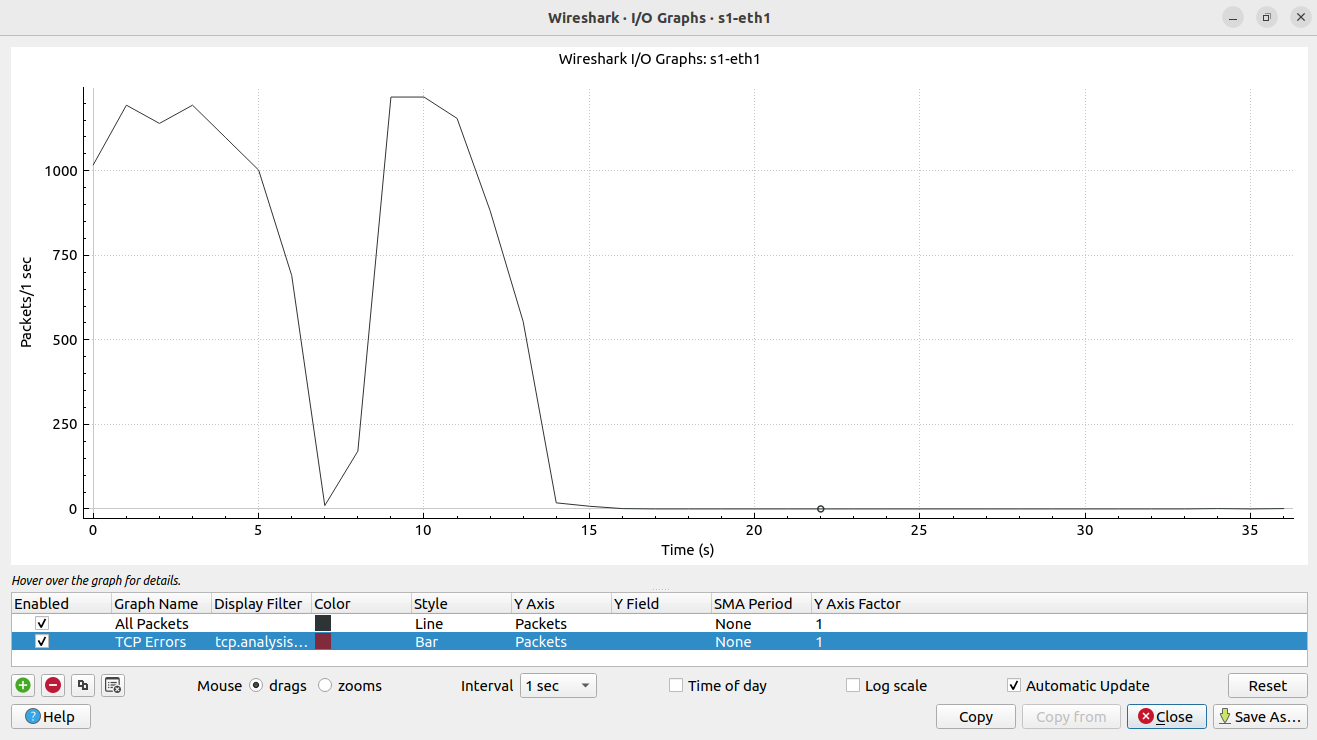 Wireshark · I/O Graphs · s1-eth1
Wireshark I/O Graphs: s1-eth1
Packets/1 sec
1000
750
500
250
0
0 5 10 15 20 25 30 35
Time (s)
Hover over the graph for details.
Enabled Graph Name Display Filter Color Style Y Axis Y Field SMA Period Y Axis Factor
All Packets Line Packets None 1
TCP Errors tcp.analysis… Bar Packets None 1
Mouse drags zooms Interval 1 sec Time of day Log scale Automatic Update Reset
Help Copy Copy from Close Save As…